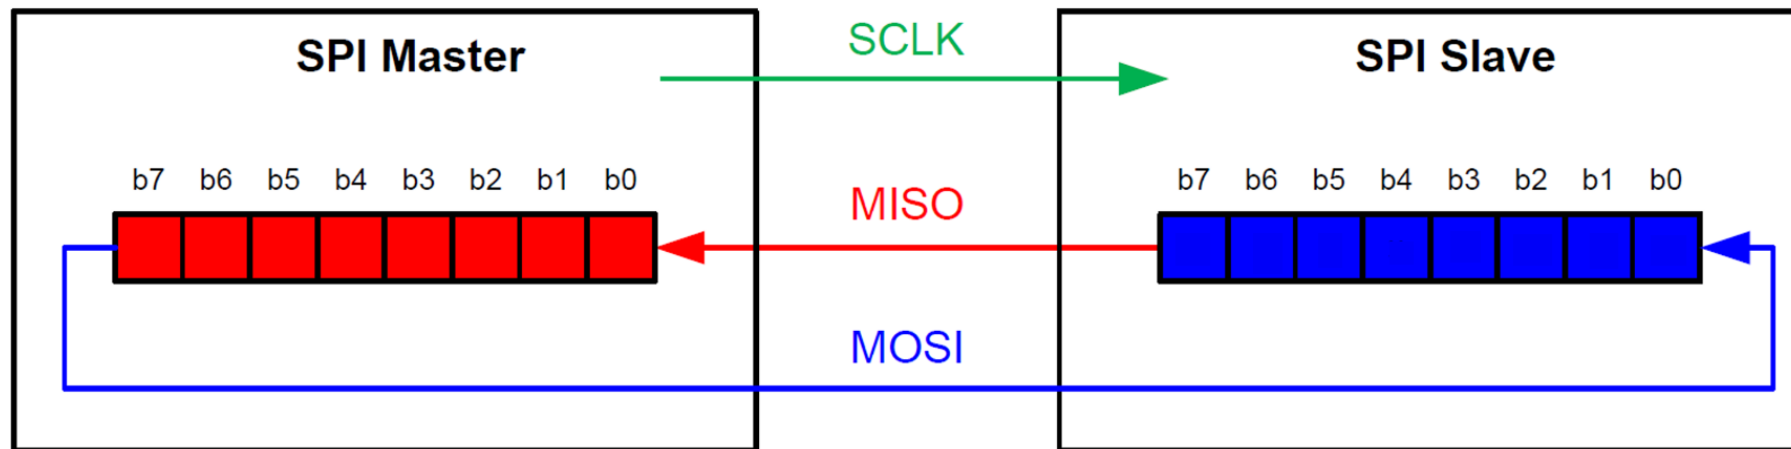 SPI Master
SCLK
SPI Slave
b7 b6 b5 b4 b3 b2 b1 b0
MISO
b7 b6 b5 b4 b3 b2 b1 b0
MOSI